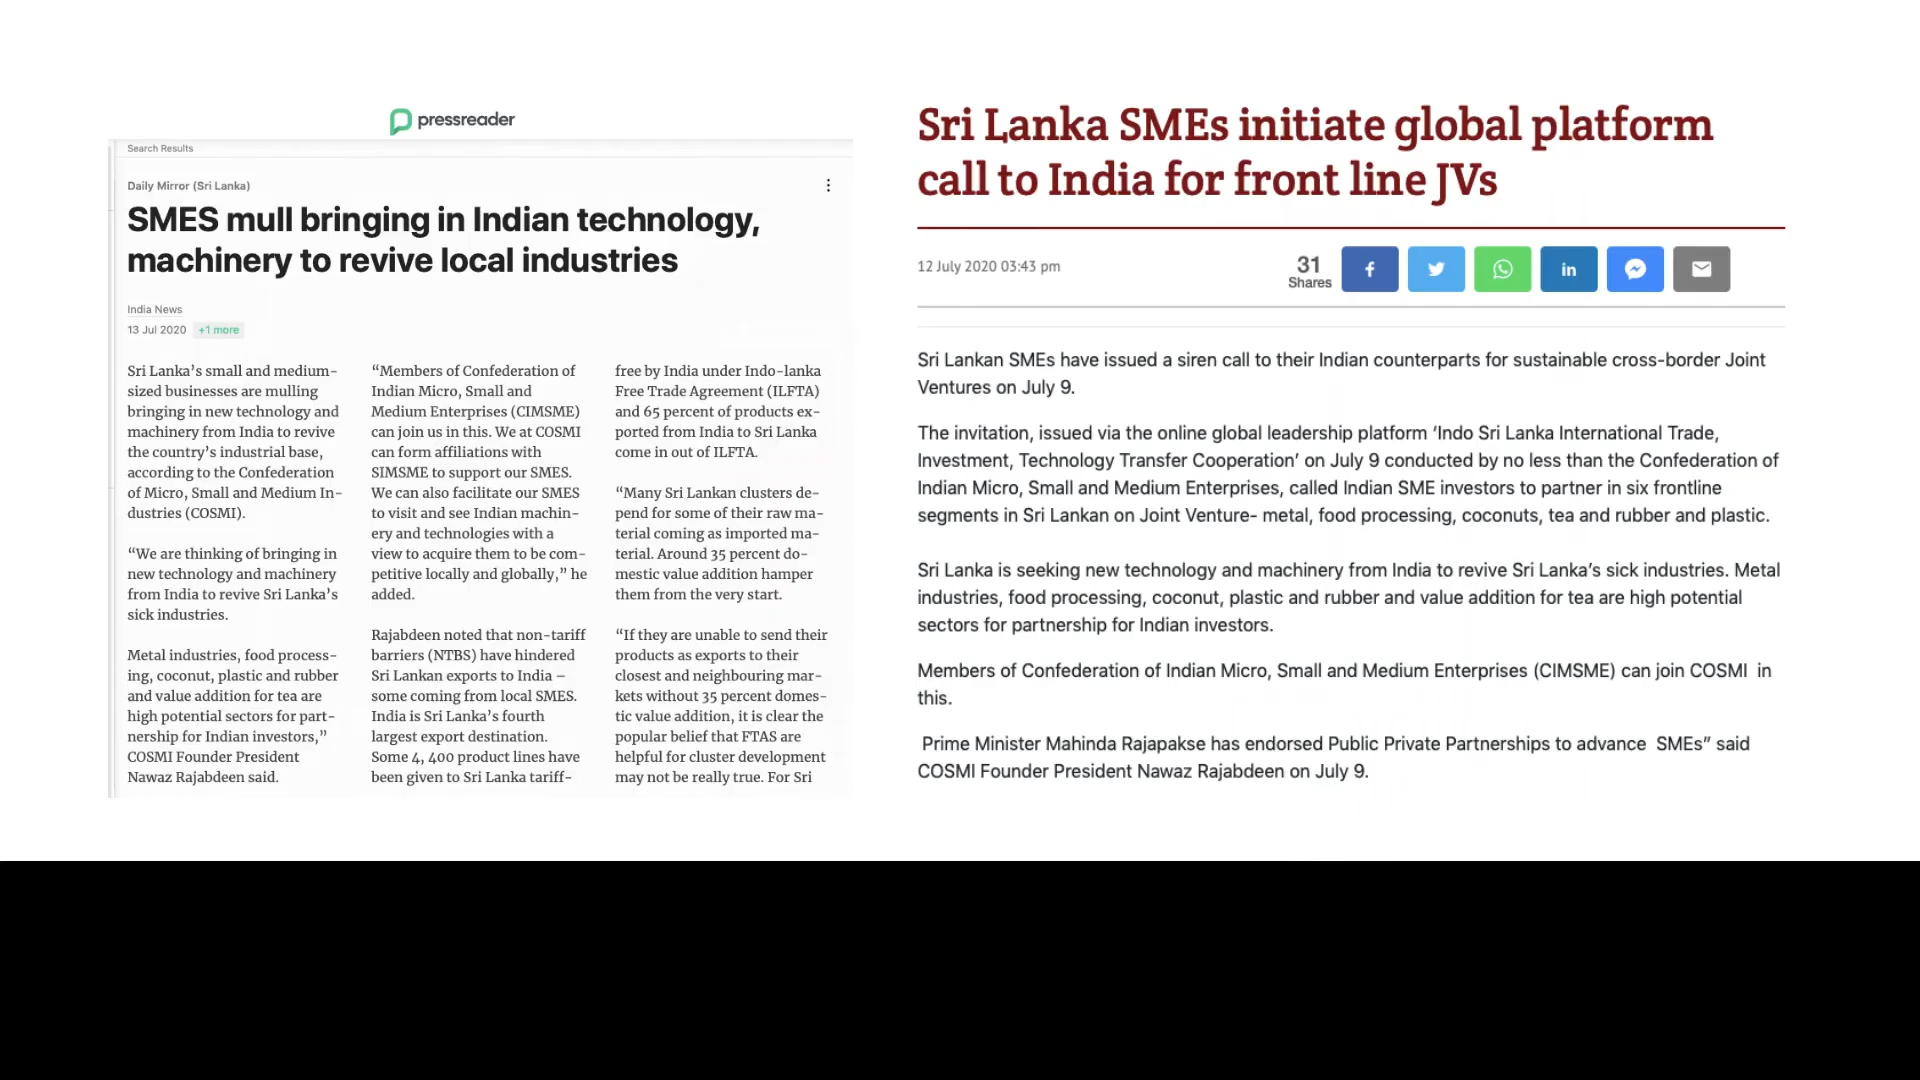 pressreader
Search Results
Daily Mirror (Sri Lanka)
SMES mull bringing in Indian technology,
machinery to revive local industries
India News
13 Jul 2020 +1 more
Sri Lanka’s small and medium-
sized businesses are mulling
bringing in new technology and
machinery from India to revive
the country’s industrial base,
according to the Confederation
of Micro, Small and Medium In-
dustries (COSMI).
“We are thinking of bringing in
new technology and machinery
from India to revive Sri Lanka’s
sick industries.
Metal industries, food process-
ing, coconut, plastic and rubber
and value addition for tea are
high potential sectors for part-
nership for Indian investors,”
COSMI Founder President
Nawaz Rajabdeen said.
“Members of Confederation of
Indian Micro, Small and
Medium Enterprises (CIMSME)
can join us in this. We at COSMI
can form affiliations with
SIMSME to support our SMES.
We can also facilitate our SMES
to visit and see Indian machin-
ery and technologies with a
view to acquire them to be com-
petitive locally and globally,” he
added.
Rajabdeen noted that non-tariff
barriers (NTBS) have hindered
Sri Lankan exports to India –
some coming from local SMES.
India is Sri Lanka’s fourth
largest export destination.
Some 4, 400 product lines have
been given to Sri Lanka tariff-
free by India under Indo-lanka
Free Trade Agreement (ILFTA)
and 65 percent of products ex-
ported from India to Sri Lanka
come in out of ILFTA.
“Many Sri Lankan clusters de-
pend for some of their raw ma-
terial coming as imported ma-
terial. Around 35 percent do-
mestic value addition hamper
them from the very start.
“If they are unable to send their
products as exports to their
closest and neighbouring mar-
kets without 35 percent domes-
tic value addition, it is clear the
popular belief that FTAS are
helpful for cluster development
may not be really true. For Sri
Sri Lanka SMEs initiate global platform
call to India for front line JVs
12 July 2020 03:43 pm
31
Shares
Sri Lankan SMEs have issued a siren call to their Indian counterparts for sustainable cross-border Joint
Ventures on July 9.
The invitation, issued via the online global leadership platform ‘Indo Sri Lanka International Trade,
Investment, Technology Transfer Cooperation’ on July 9 conducted by no less than the Confederation of
Indian Micro, Small and Medium Enterprises, called Indian SME investors to partner in six frontline
segments in Sri Lankan on Joint Venture- metal, food processing, coconuts, tea and rubber and plastic.
Sri Lanka is seeking new technology and machinery from India to revive Sri Lanka’s sick industries. Metal
industries, food processing, coconut, plastic and rubber and value addition for tea are high potential
sectors for partnership for Indian investors.
Members of Confederation of Indian Micro, Small and Medium Enterprises (CIMSME) can join COSMI in
this.
Prime Minister Mahinda Rajapakse has endorsed Public Private Partnerships to advance SMEs” said
COSMI Founder President Nawaz Rajabdeen on July 9.